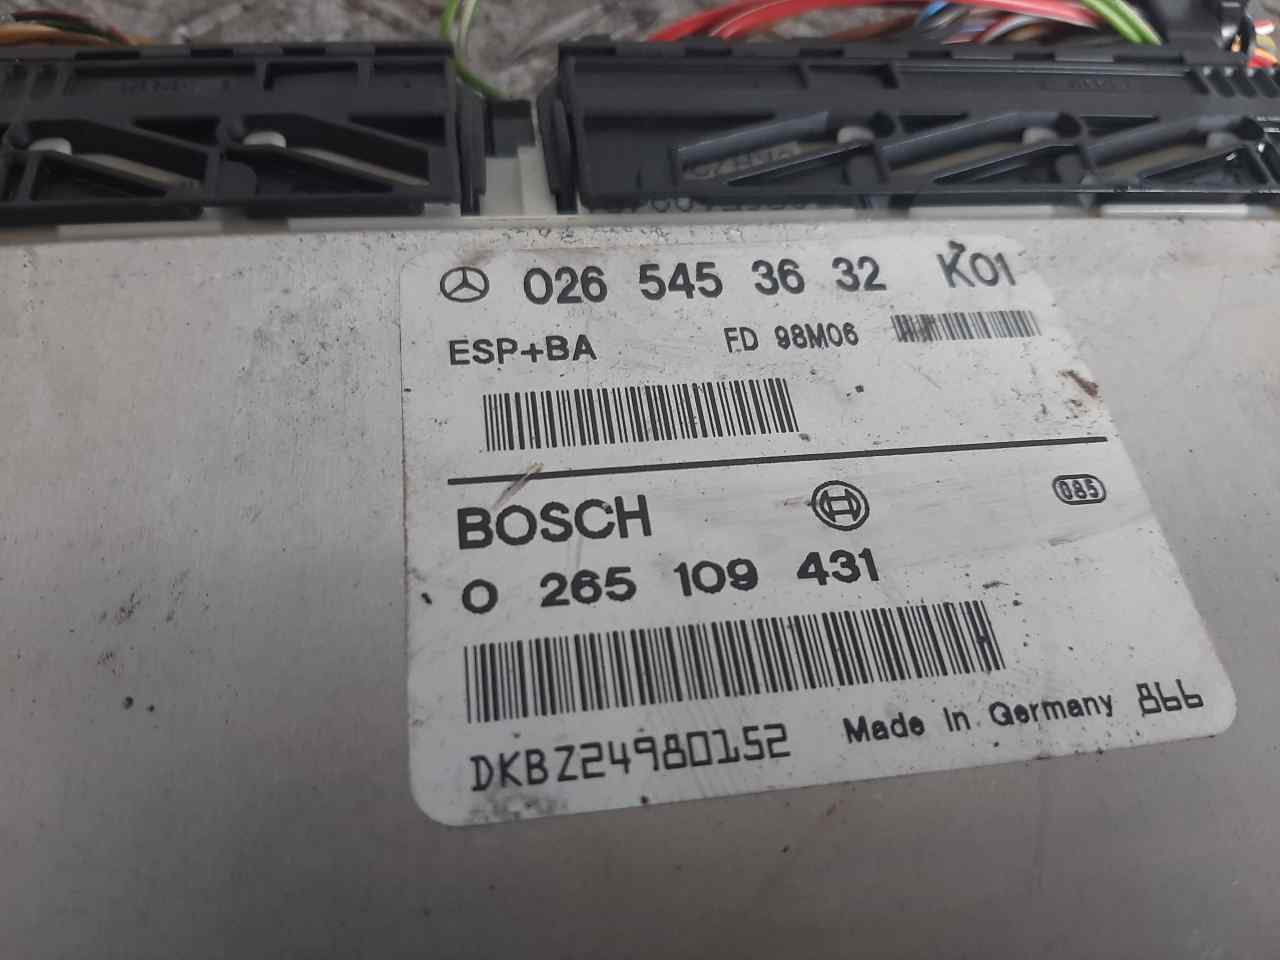 026 545 36 32 K01
ESP+BA FD 98M06
BOSCH 085
0 265 109 431
DKBZ24980152 Made in Germany 866